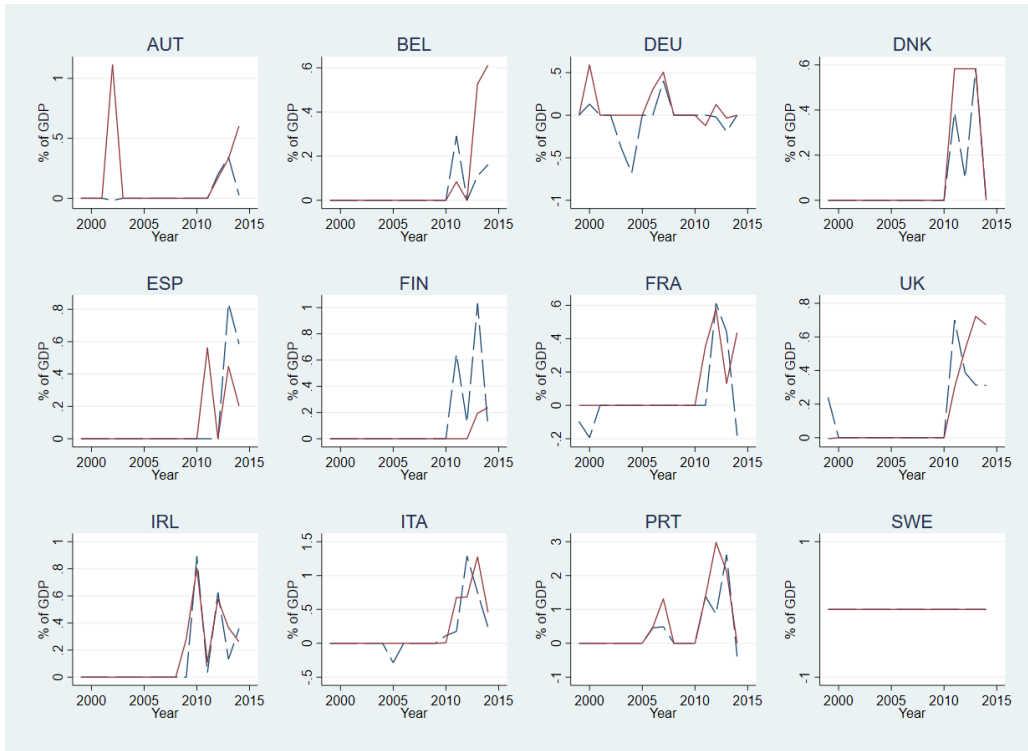 AUT
% of GDP
0 .5 1
2000 2005 2010 2015
Year
BEL
% of GDP
0 .2 .4 .6
2000 2005 2010 2015
Year
DEU
% of GDP
-1 -.5 0 .5
2000 2005 2010 2015
Year
DNK
% of GDP
0 .2 .4 .6
2000 2005 2010 2015
Year
ESP
% of GDP
0 .2 .4 .6 .8
2000 2005 2010 2015
Year
FIN
% of GDP
0 .2 .4 .6 .8 1
2000 2005 2010 2015
Year
FRA
% of GDP
-.2 0 .2 .4 .6
2000 2005 2010 2015
Year
UK
% of GDP
0 .2 .4 .6 .8
2000 2005 2010 2015
Year
IRL
% of GDP
0 .2 .4 .6 .8 1
2000 2005 2010 2015
Year
ITA
% of GDP
-.5 0 .5 1 1.5
2000 2005 2010 2015
Year
PRT
% of GDP
-1 0 1 2 3
2000 2005 2010 2015
Year
SWE
% of GDP
-1 1
2000 2005 2010 2015
Year